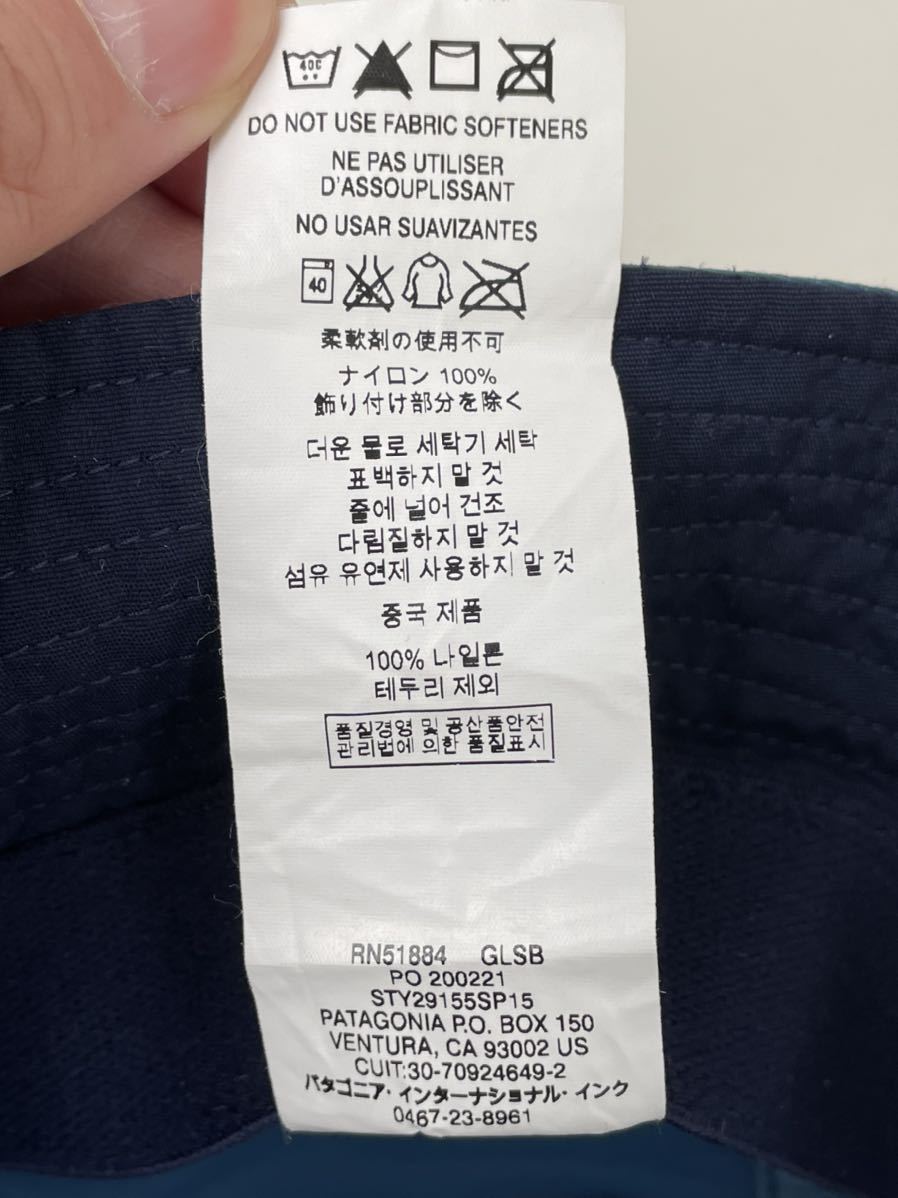 40C
DO NOT USE FABRIC SOFTENERS
NE PAS UTILISER
D'ASSOUPLISSANT
NO USAR SUAVIZANTES
40
柔軟剤の使用不可
ナイロン 100%
飾り付け部分を除く
더운 물로 세탁기 세탁
표백하지 말 것
줄에 널어 건조
다림질하지 말 것
섬유 유연제 사용하지 말 것
중국 제품
100% 나일론
테두리 제외
품질경영 및 공산품안전
관리법에 의한 품질표시
RN51884 GLSB
PO 200221
STY29155SP15
PATAGONIA P.O. BOX 150
VENTURA, CA 93002 US
CUIT:30-70924649-2
パタゴニア・インターナショナル・インク
0467-23-8961